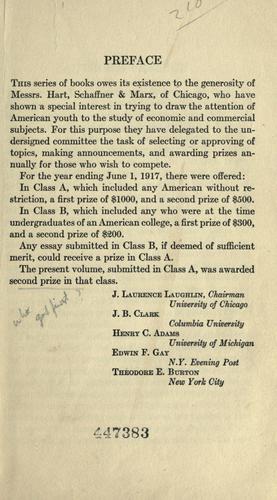 210
PREFACE
THIS series of books owes its existence to the generosity of
Messrs. Hart, Schaffner & Marx, of Chicago, who have
shown a special interest in trying to draw the attention of
American youth to the study of economic and commercial
subjects. For this purpose they have delegated to the un-
dersigned committee the task of selecting or approving of
topics, making announcements, and awarding prizes an-
nually for those who wish to compete.
For the year ending June 1, 1917, there were offered:
In Class A, which included any American without re-
striction, a first prize of $1000, and a second prize of $500.
In Class B, which included any who were at the time
undergraduates of an American college, a first prize of $300,
and a second prize of $200.
Any essay submitted in Class B, if deemed of sufficient
merit, could receive a prize in Class A.
The present volume, submitted in Class A, was awarded
second prize in that class.
J. LAURENCE LAUGHLIN, Chairman
University of Chicago
J. B. CLARK
Columbia University
HENRY C. ADAMS
University of Michigan
EDWIN F. GAY
N.Y. Evening Post
THEODORE E. BURTON
New York City
who got first?
447383